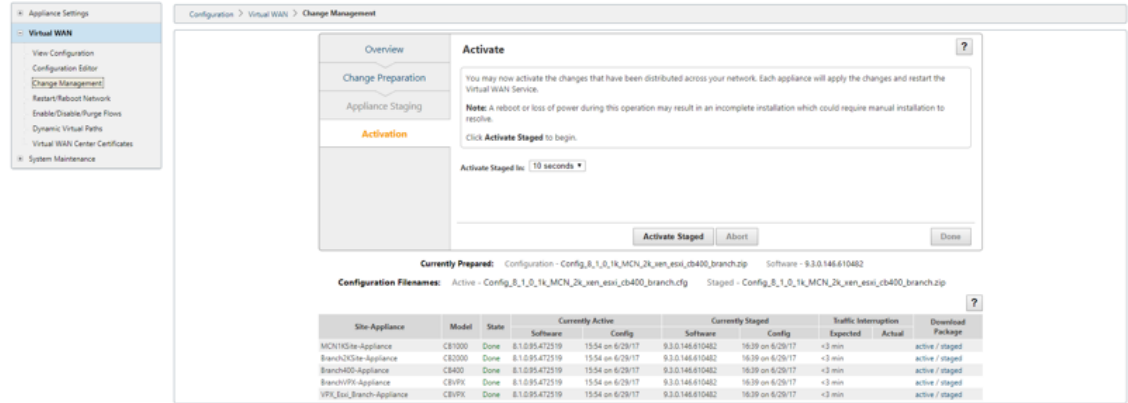 Appliance Settings
Virtual WAN
View Configuration
Configuration Editor
Change Management
Restart/Reboot Network
Enable/Disable/Purge Flows
Dynamic Virtual Paths
Virtual WAN Center Certificates
System Maintenance
Configuration > Virtual WAN > Change Management
Overview
Change Preparation
Appliance Staging
Activation
Activate
?
You may now activate the changes that have been distributed across your network. Each appliance will apply the changes and restart the
Virtual WAN Service.
Note: A reboot or loss of power during this operation may result in an incomplete installation which could require manual installation to
resolve.
Click Activate Staged to begin.
Activate Staged In: 10 seconds
Activate Staged Abort Done
Currently Prepared: Configuration - Config_8_1_0_1k_MCN_2k_xen_esxi_cb400_branch.zip Software - 9.3.0.146.610482
Configuration Filenames: Active - Config_8_1_0_1k_MCN_2k_xen_esxi_cb400_branch.cfg Staged - Config_8_1_0_1k_MCN_2k_xen_esxi_cb400_branch.zip
?
Site-Appliance Model State Currently Active Currently Staged Traffic Interruption Download Package
Software Config Software Config Expected Actual
MCN1KSite-Appliance CB1000 Done 8.1.0.95.472519 15:54 on 6/29/17 9.3.0.146.610482 16:39 on 6/29/17 <3 min active / staged
Branch2KSite-Appliance CB2000 Done 8.1.0.95.472519 15:54 on 6/29/17 9.3.0.146.610482 16:39 on 6/29/17 <3 min active / staged
Branch400-Appliance CB400 Done 8.1.0.95.472519 15:54 on 6/29/17 9.3.0.146.610482 16:39 on 6/29/17 <3 min active / staged
BranchVPX-Appliance CBVPX Done 8.1.0.95.472519 15:54 on 6/29/17 9.3.0.146.610482 16:39 on 6/29/17 <3 min active / staged
VPX_Esxi_Branch-Appliance CBVPX Done 8.1.0.95.472519 15:54 on 6/29/17 9.3.0.146.610482 16:39 on 6/29/17 <3 min active / staged